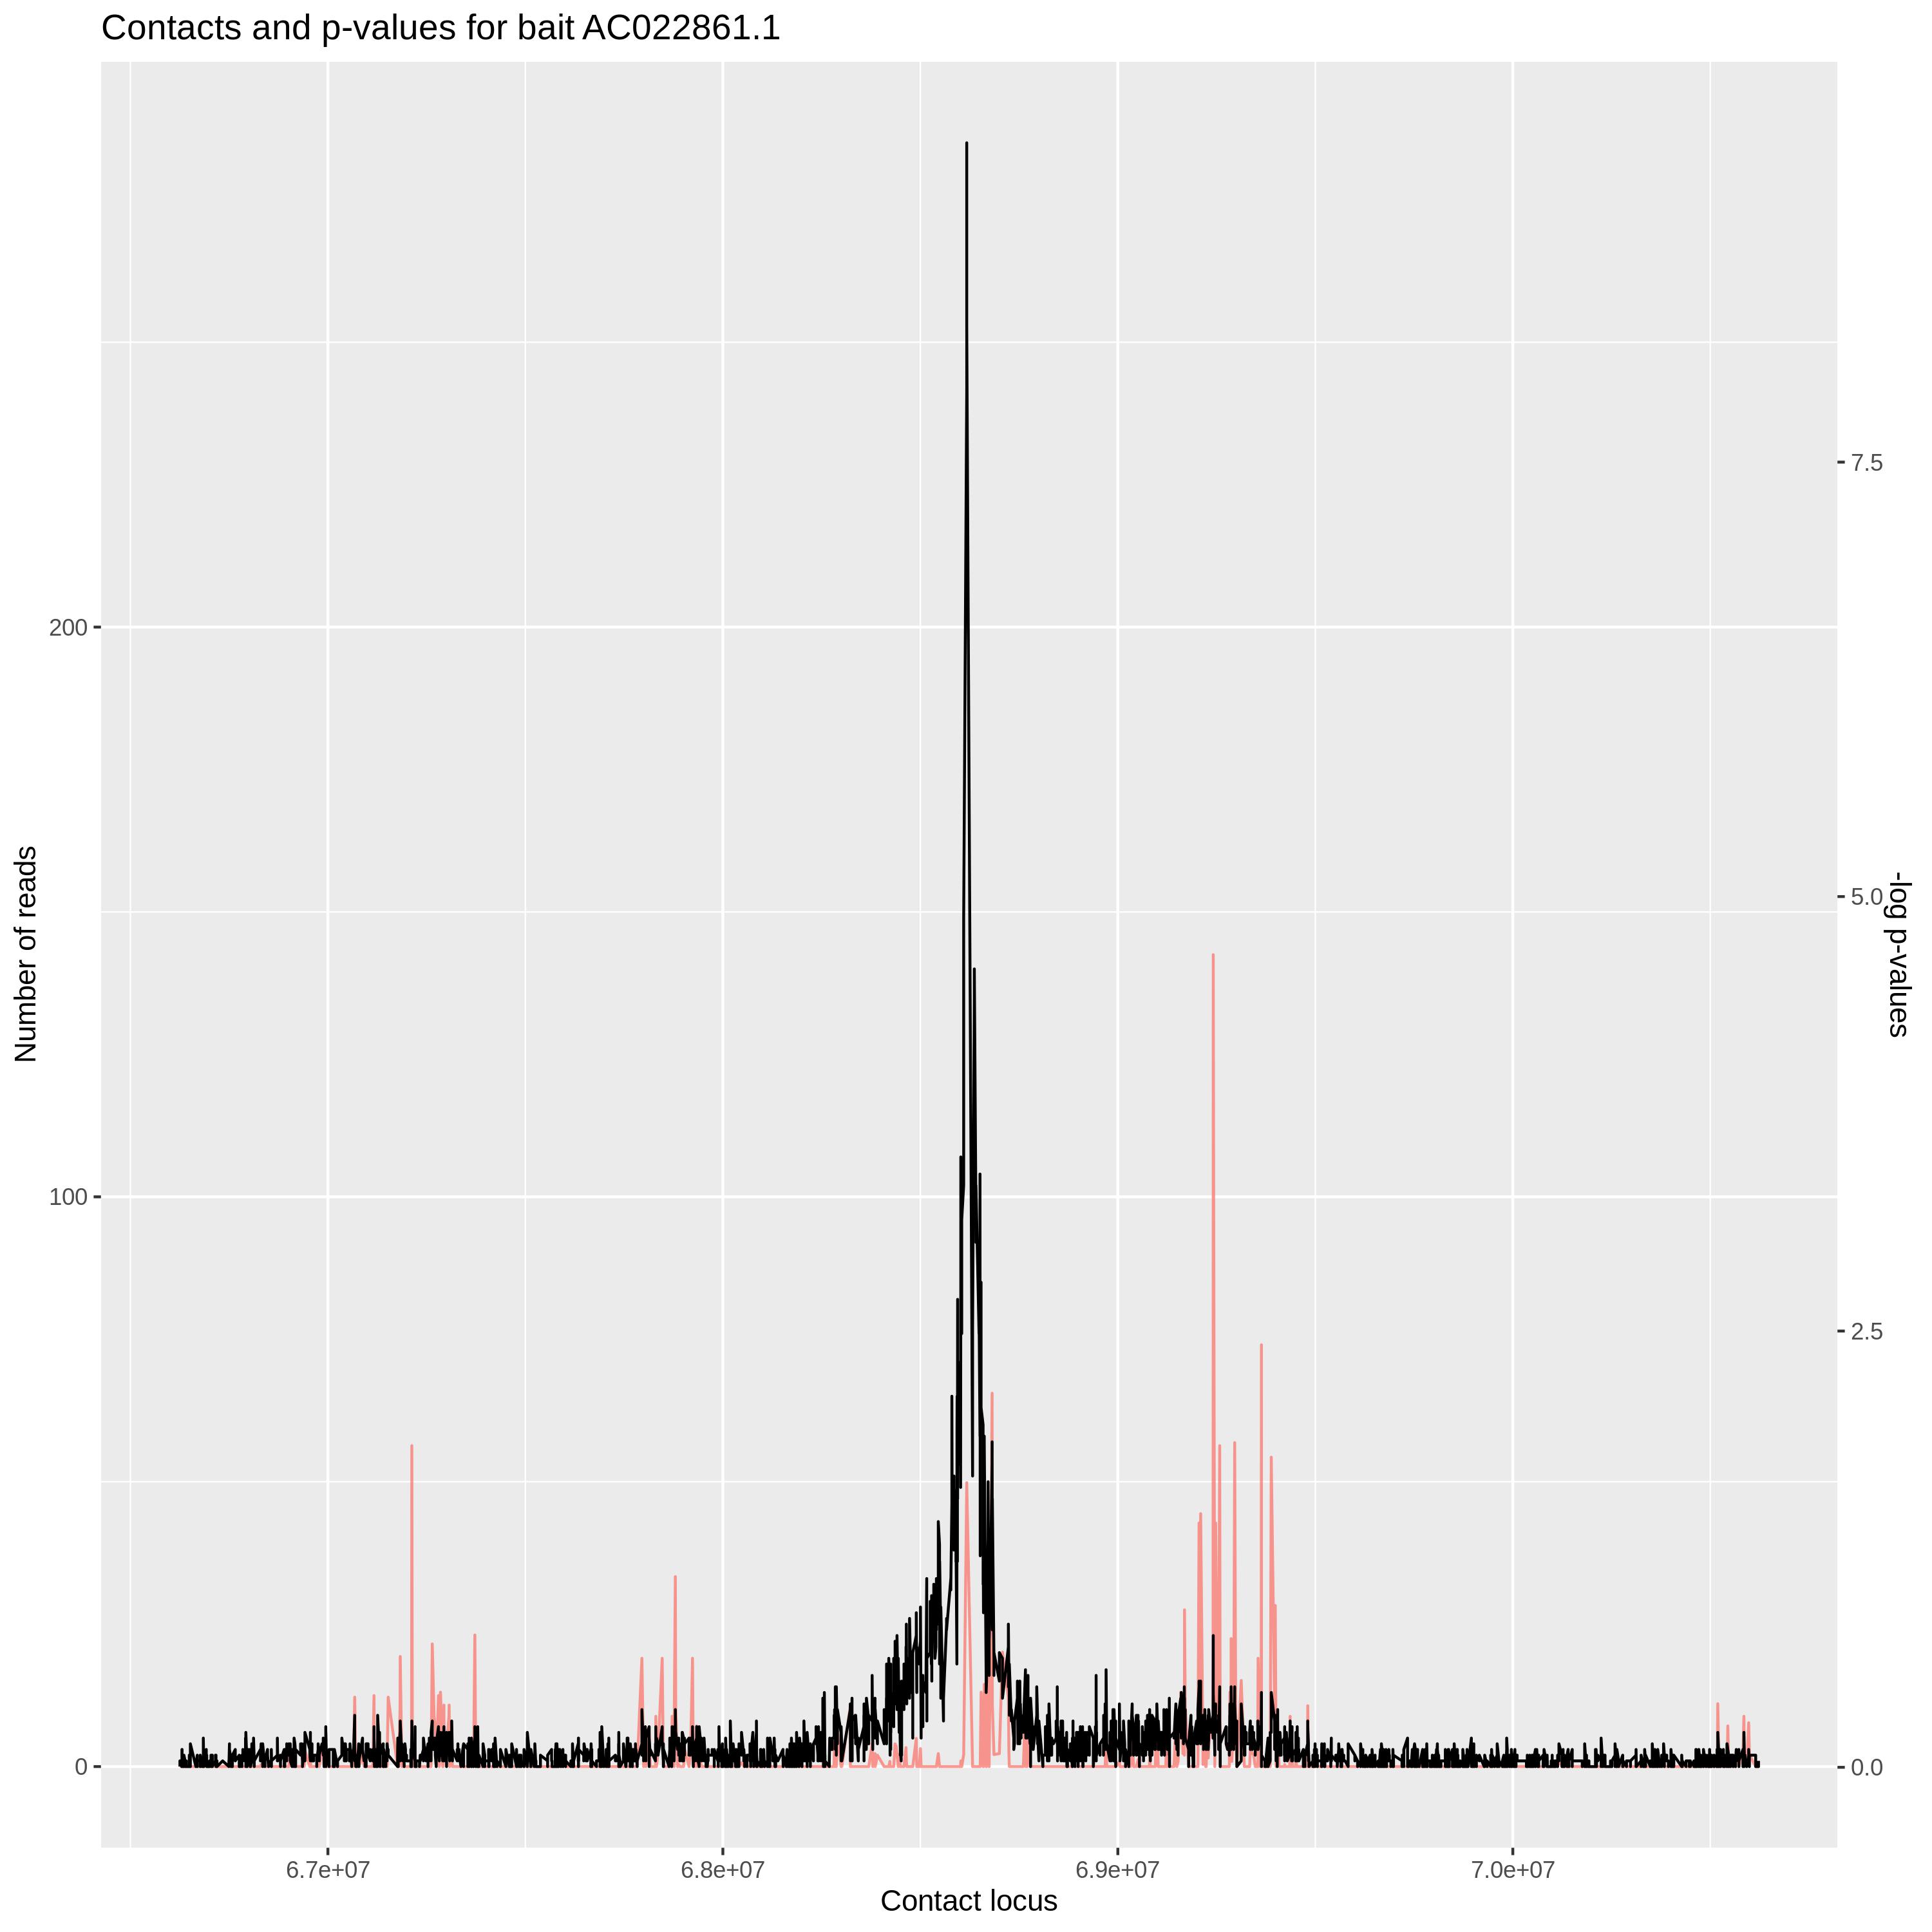 Contacts and p-values for bait AC022861.1
Number of reads
200
100
0
7.5
5.0
2.5
0.0
-log p-values
6.7e+07 6.8e+07 6.9e+07 7.0e+07
Contact locus